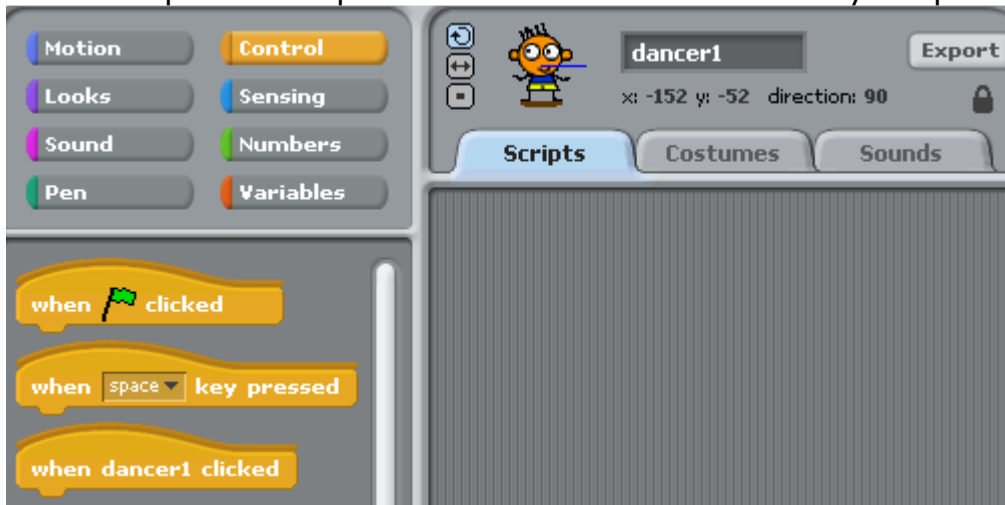 Motion Control
Looks Sensing
Sound Numbers
Pen Variables
when clicked
when space key pressed
when dancer1 clicked
dancer1
Export
x: -152 y: -52 direction: 90
Scripts Costumes Sounds